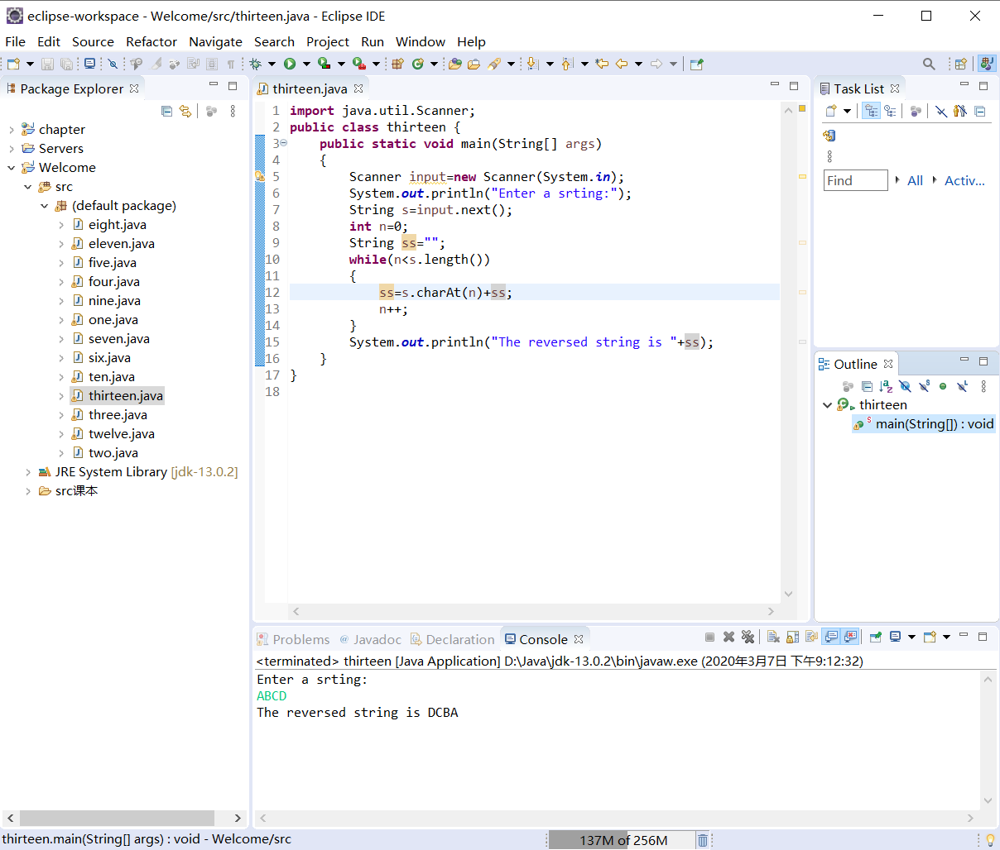 eclipse-workspace - Welcome/src/thirteen.java - Eclipse IDE
File Edit Source Refactor Navigate Search Project Run Window Help
Package Explorer
chapter
Servers
Welcome
src
(default package)
eight.java
eleven.java
five.java
four.java
nine.java
one.java
seven.java
six.java
ten.java
thirteen.java
three.java
twelve.java
two.java
JRE System Library [jdk-13.0.2]
src课本
thirteen.java
1 import java.util.Scanner;
2 public class thirteen {
3 public static void main(String[] args)
4 {
5 Scanner input=new Scanner(System.in);
6 System.out.println("Enter a srting:");
7 String s=input.next();
8 int n=0;
9 String ss="";
10 while(n<s.length())
11 {
12 ss=s.charAt(n)+ss;
13 n++;
14 }
15 System.out.println("The reversed string is "+ss);
16 }
17 }
18
Task List
Find All Activ...
Outline
thirteen
main(String[]) : void
Problems @ Javadoc Declaration Console
<terminated> thirteen [Java Application] D:\Java\jdk-13.0.2\bin\javaw.exe (2020年3月7日 下午9:12:32)
Enter a srting:
ABCD
The reversed string is DCBA
thirteen.main(String[] args) : void - Welcome/src
137M of 256M